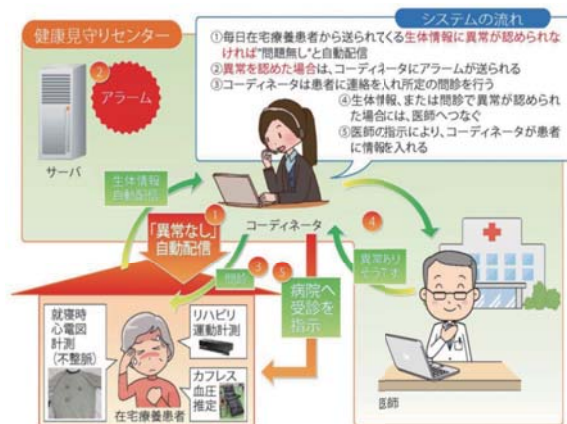 健康見守りセンター
システムの流れ
①毎日在宅療養患者から送られてくる生体情報に異常が認められな
ければ"問題無し"と自動配信
②異常を認めた場合は、コーディネータにアラームが送られる
③コーディネータは患者に連絡を入れ所定の問診を行う
④生体情報、または問診で異常が認められ
た場合には、医師へつなぐ
⑤医師の指示により、コーディネータが患者
に情報を入れる
②
アラーム
サーバ
生体情報
自動配信
コーディネータ
①
「異常なし」
自動配信
④
異常あり
そうです
③
⑤
病院へ
受診を
指示
就寝時
心電図
計測
(不整脈)
リハビリ
運動計測
カフレス
血圧
推定
在宅療養患者
医師